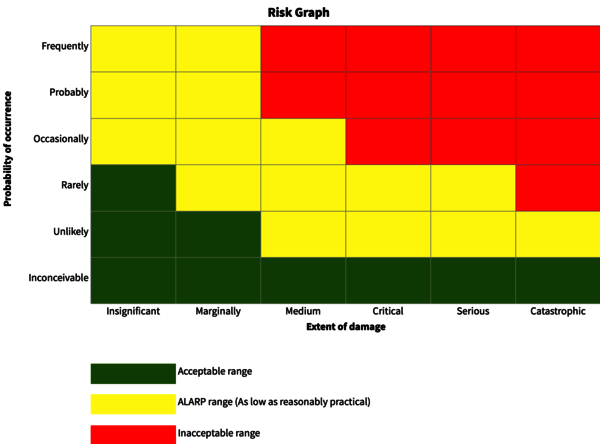 Risk Graph
Probability of occurrence
Frequently
Probably
Occasionally
Rarely
Unlikely
Inconceivable
Insignificant Marginally Medium Critical Serious Catastrophic
Extent of damage
Acceptable range
ALARP range (As low as reasonably practical)
Inacceptable range